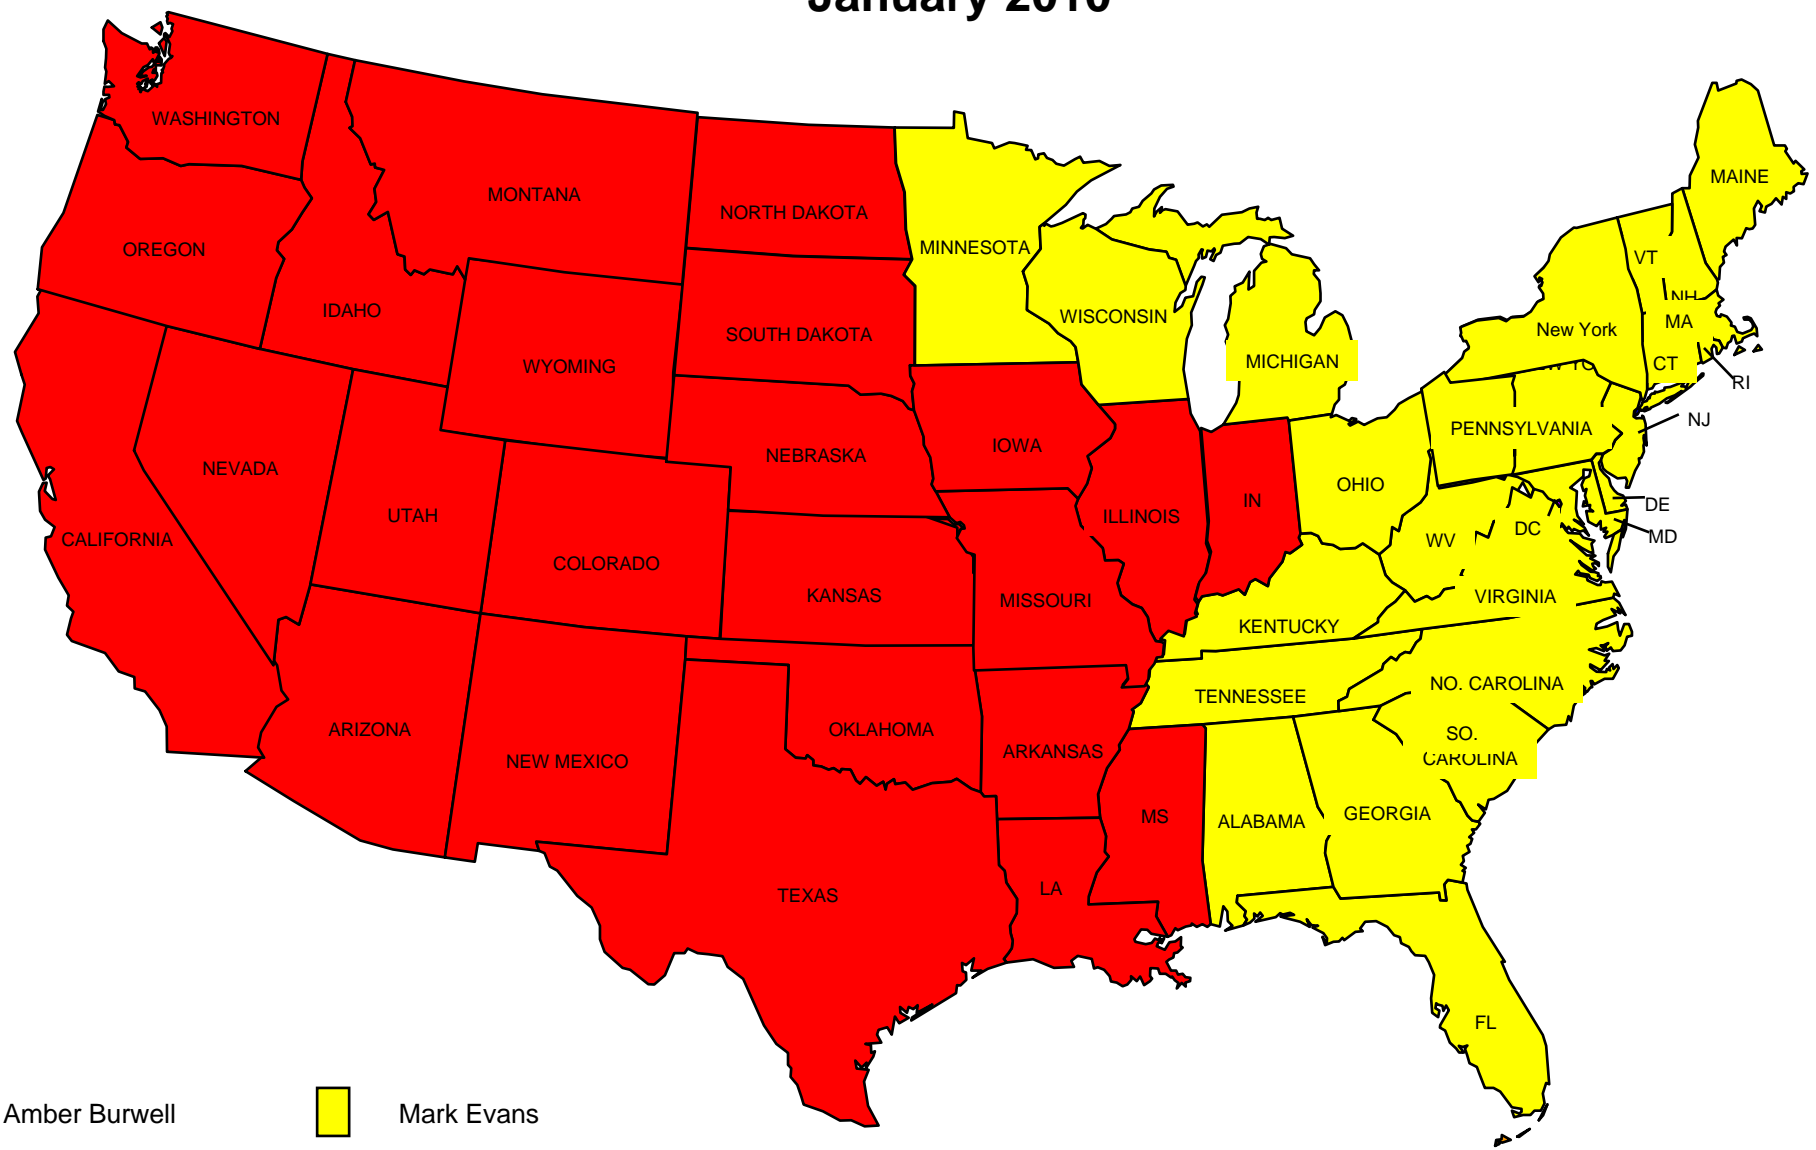 January 2010
WASHINGTON
MONTANA
NORTH DAKOTA
MINNESOTA
MAINE
OREGON
IDAHO
WYOMING
SOUTH DAKOTA
WISCONSIN
MICHIGAN
New York
VT
NH
MA
CT
RI
NJ
NEVADA
UTAH
CALIFORNIA
COLORADO
NEBRASKA
IOWA
KANSAS
MISSOURI
ILLINOIS
IN
OHIO
PENNSYLVANIA
WV
DC
DE
MD
VIRGINIA
KENTUCKY
TENNESSEE
NO. CAROLINA
SO.
CAROLINA
ARIZONA
NEW MEXICO
OKLAHOMA
ARKANSAS
TEXAS
LA
MS
ALABAMA
GEORGIA
FL
Amber Burwell
Mark Evans